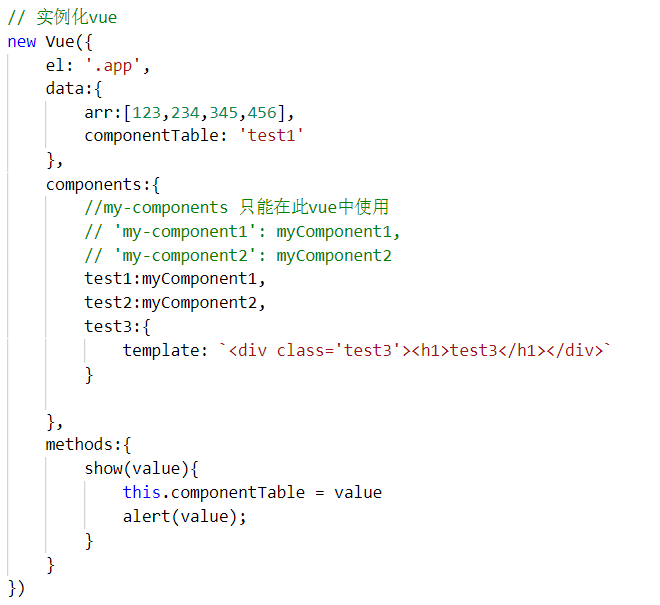 // 实例化vue
new Vue({
    el: '.app',
    data:{
        arr:[123,234,345,456],
        componentTable: 'test1'
    },
    components:{
        //my-components 只能在此vue中使用
        // 'my-component1': myComponent1,
        // 'my-component2': myComponent2
        test1:myComponent1,
        test2:myComponent2,
        test3:{
            template: `<div class='test3'><h1>test3</h1></div>`
        }
    },
    methods:{
        show(value){
            this.componentTable = value
            alert(value);
        }
    }
})